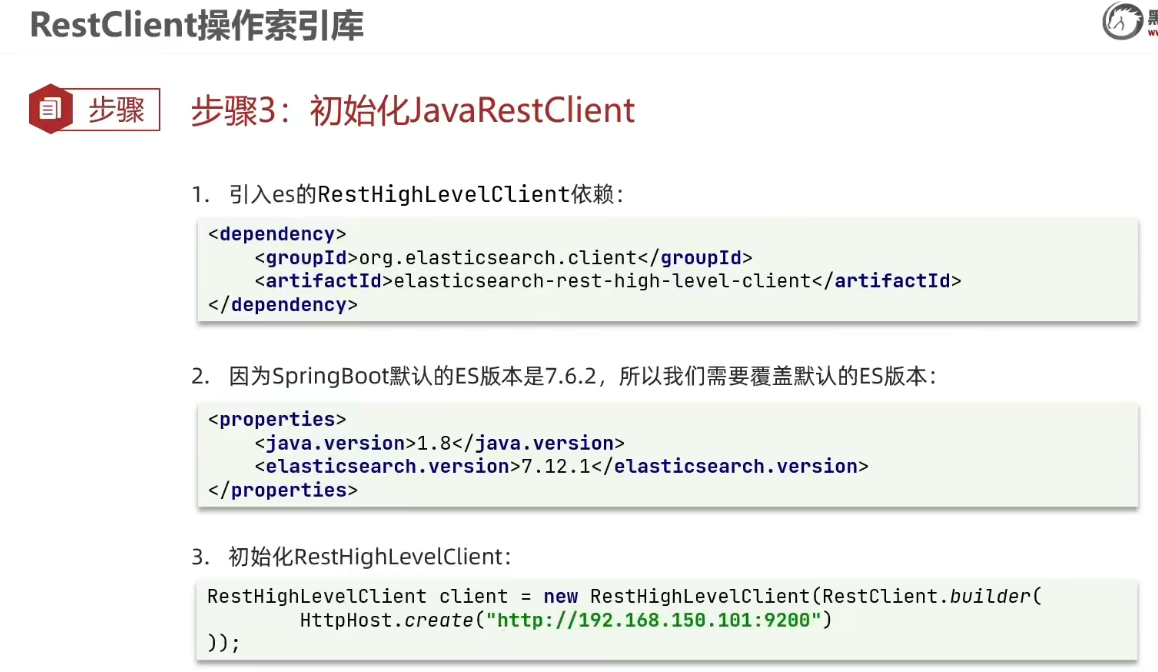 RestClient操作索引库
黑
步骤
步骤3：初始化JavaRestClient
1. 引入es的RestHighLevelClient依赖：
<dependency>
    <groupId>org.elasticsearch.client</groupId>
    <artifactId>elasticsearch-rest-high-level-client</artifactId>
</dependency>
2. 因为SpringBoot默认的ES版本是7.6.2，所以我们需要覆盖默认的ES版本：
<properties>
    <java.version>1.8</java.version>
    <elasticsearch.version>7.12.1</elasticsearch.version>
</properties>
3. 初始化RestHighLevelClient：
RestHighLevelClient client = new RestHighLevelClient(RestClient.builder(
        HttpHost.create("http://192.168.150.101:9200")
));